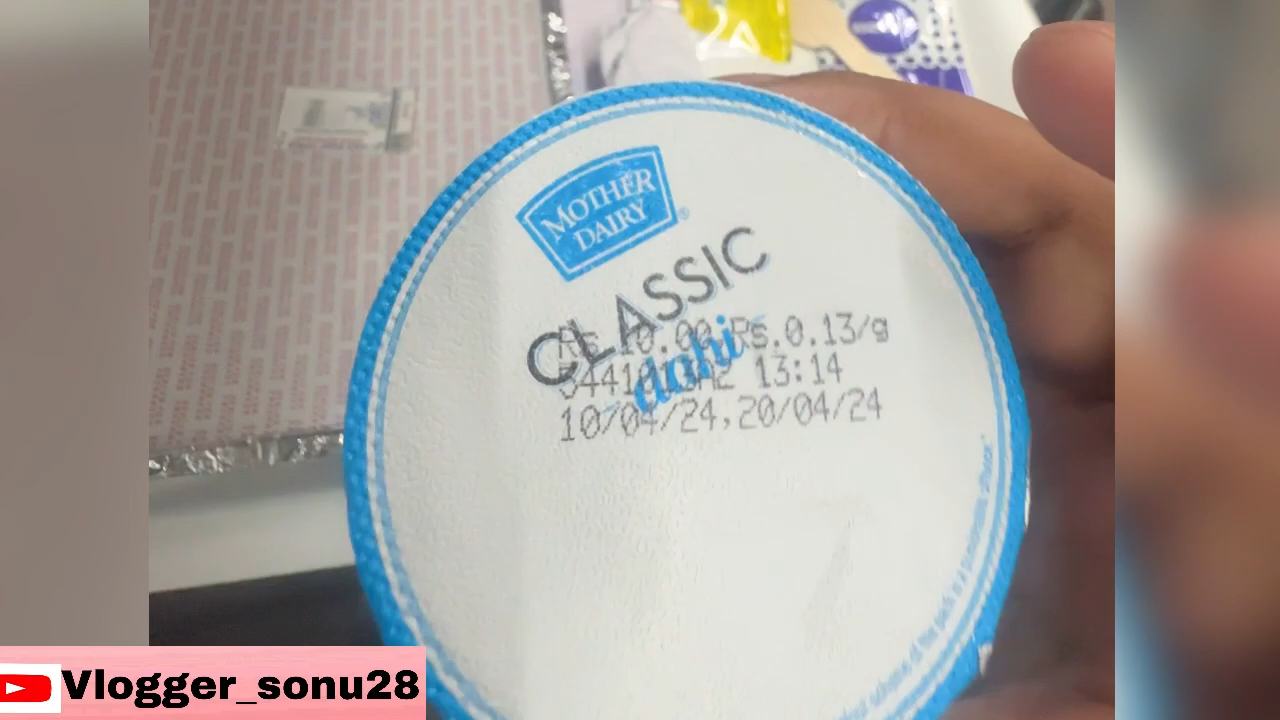 MOTHER
DAIRY
®
CLASSIC
dahi
Rs.10.00,Rs.0.13/g
13:14
10/04/24,20/04/24
Vlogger_sonu28